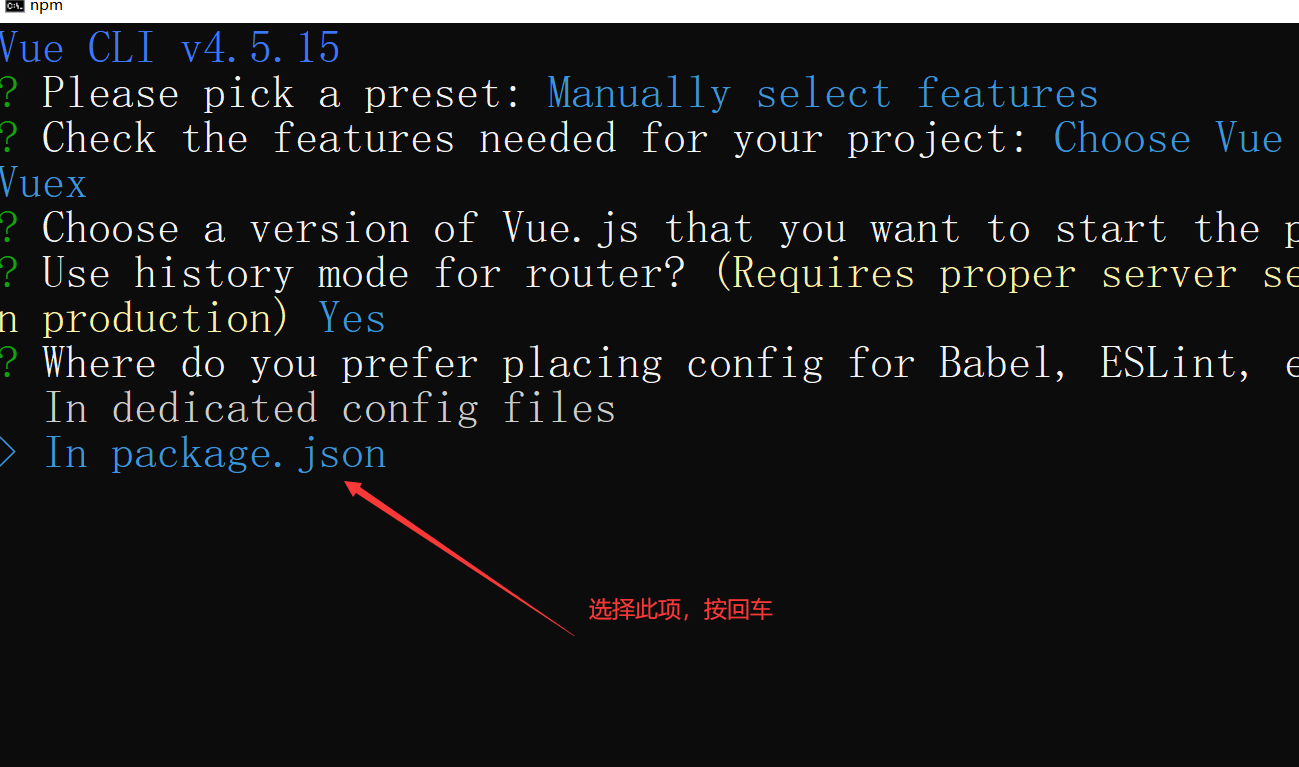 npm
Vue CLI v4.5.15
? Please pick a preset: Manually select features
? Check the features needed for your project: Choose Vue
Vuex
? Choose a version of Vue.js that you want to start the p
? Use history mode for router? (Requires proper server se
n production) Yes
? Where do you prefer placing config for Babel, ESLint, e
In dedicated config files
> In package.json
选择此项，按回车